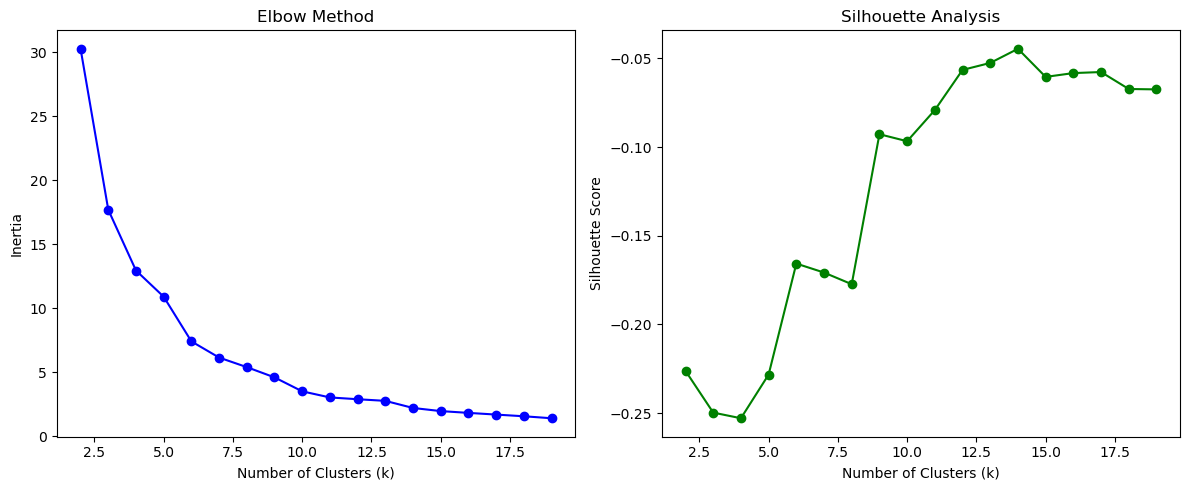 Elbow Method
Inertia
30
25
20
15
10
5
0
2.5 5.0 7.5 10.0 12.5 15.0 17.5
Number of Clusters (k)
Silhouette Analysis
Silhouette Score
−0.05
−0.10
−0.15
−0.20
−0.25
2.5 5.0 7.5 10.0 12.5 15.0 17.5
Number of Clusters (k)